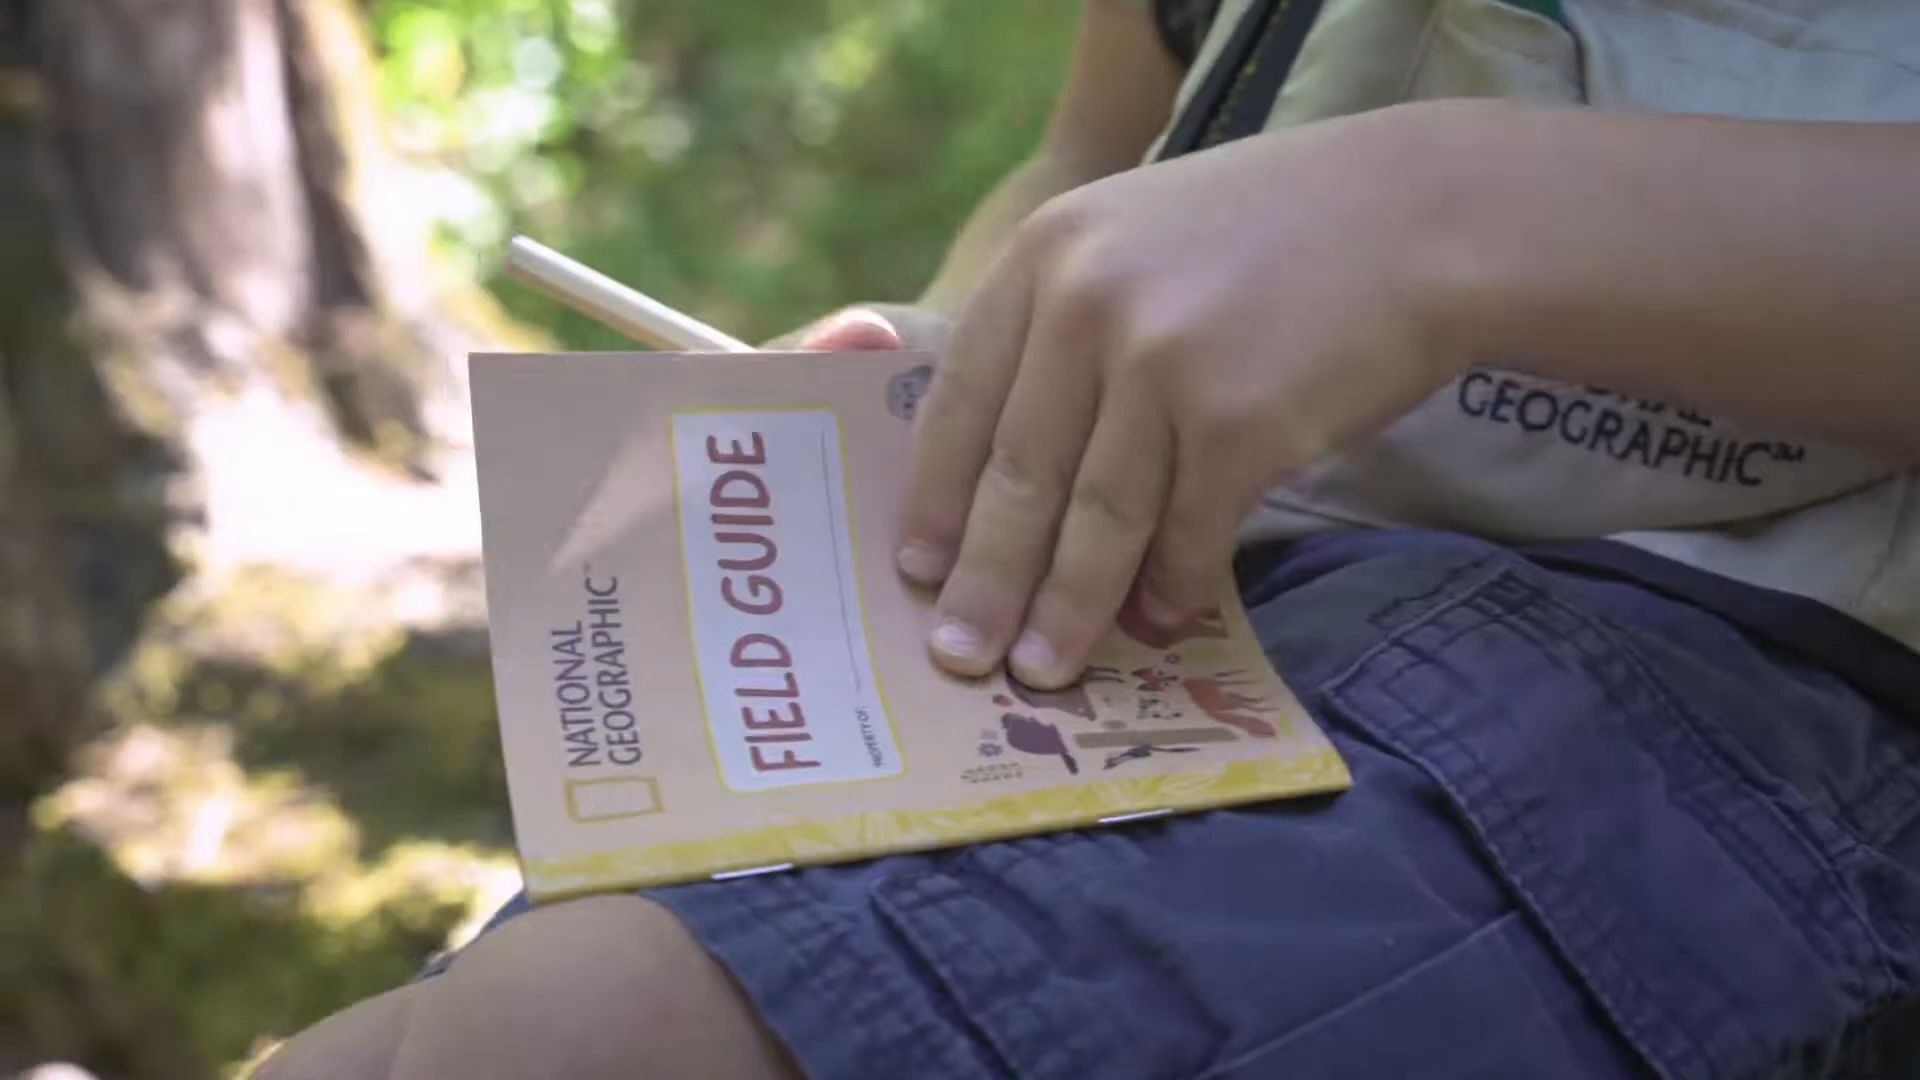 NATIONAL
GEOGRAPHIC™
FIELD GUIDE
PROPERTY OF:
GEOGRAPHIC™